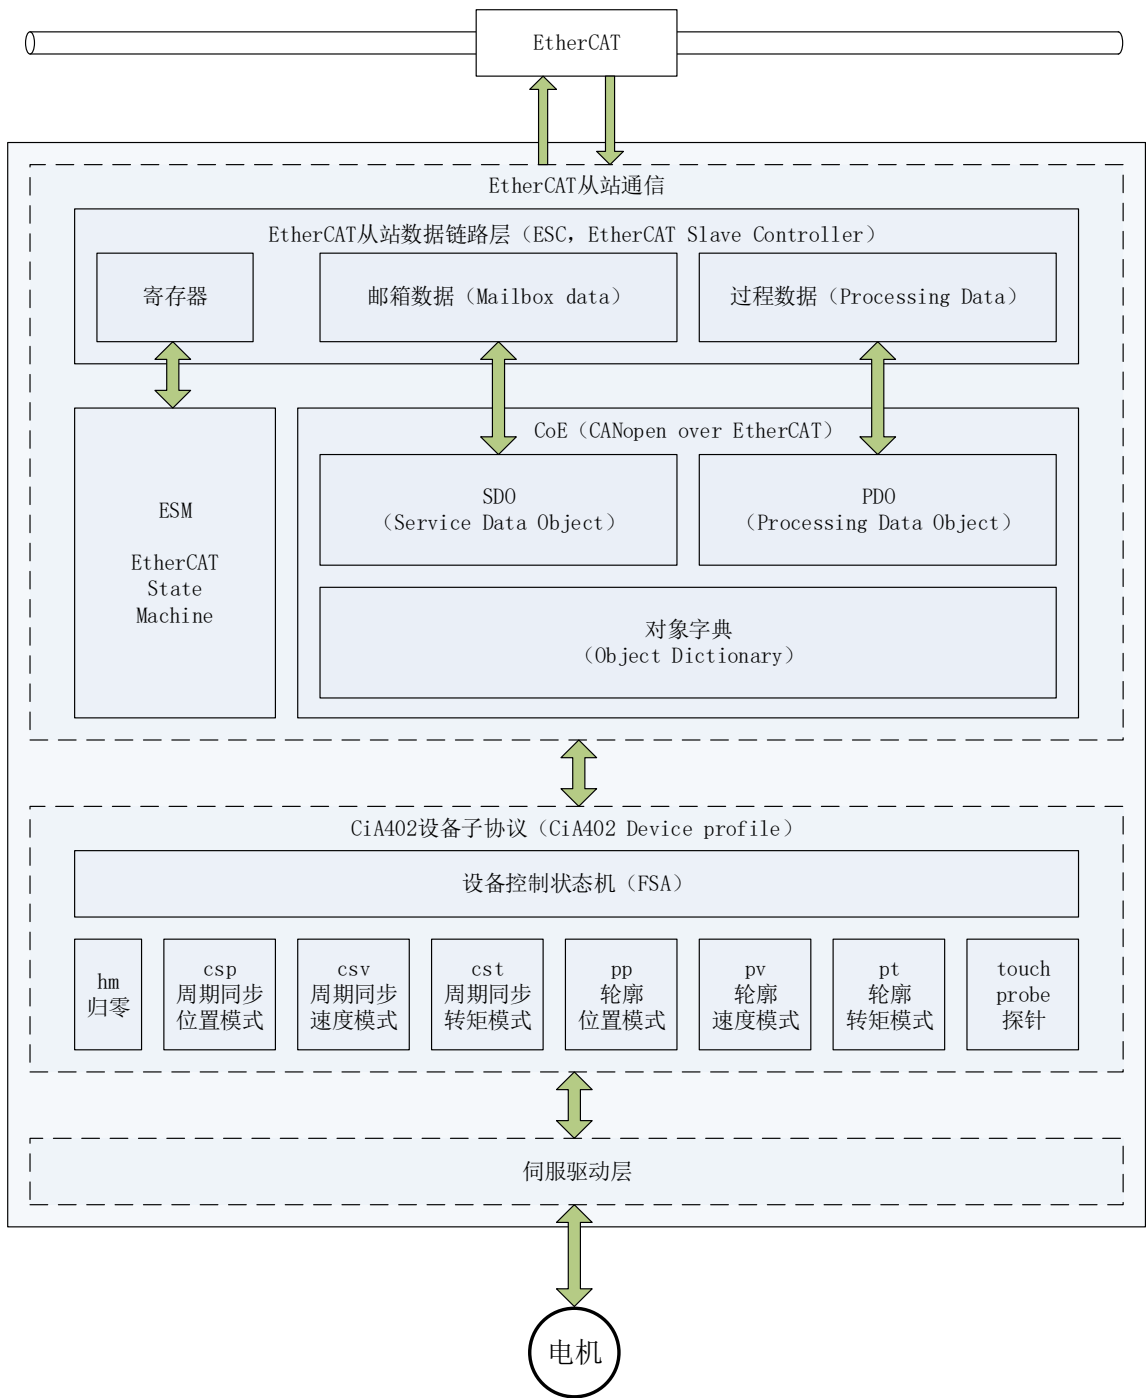 EtherCAT
EtherCAT从站通信
EtherCAT从站数据链路层（ESC，EtherCAT Slave Controller）
寄存器
邮箱数据（Mailbox data）
过程数据（Processing Data）
ESM
EtherCAT
State
Machine
CoE（CANopen over EtherCAT）
SDO
（Service Data Object）
PDO
（Processing Data Object）
对象字典
（Object Dictionary）
CiA402设备子协议（CiA402 Device profile）
设备控制状态机（FSA）
hm
归零
csp
周期同步
位置模式
csv
周期同步
速度模式
cst
周期同步
转矩模式
pp
轮廓
位置模式
pv
轮廓
速度模式
pt
轮廓
转矩模式
touch
probe
探针
伺服驱动层
电机